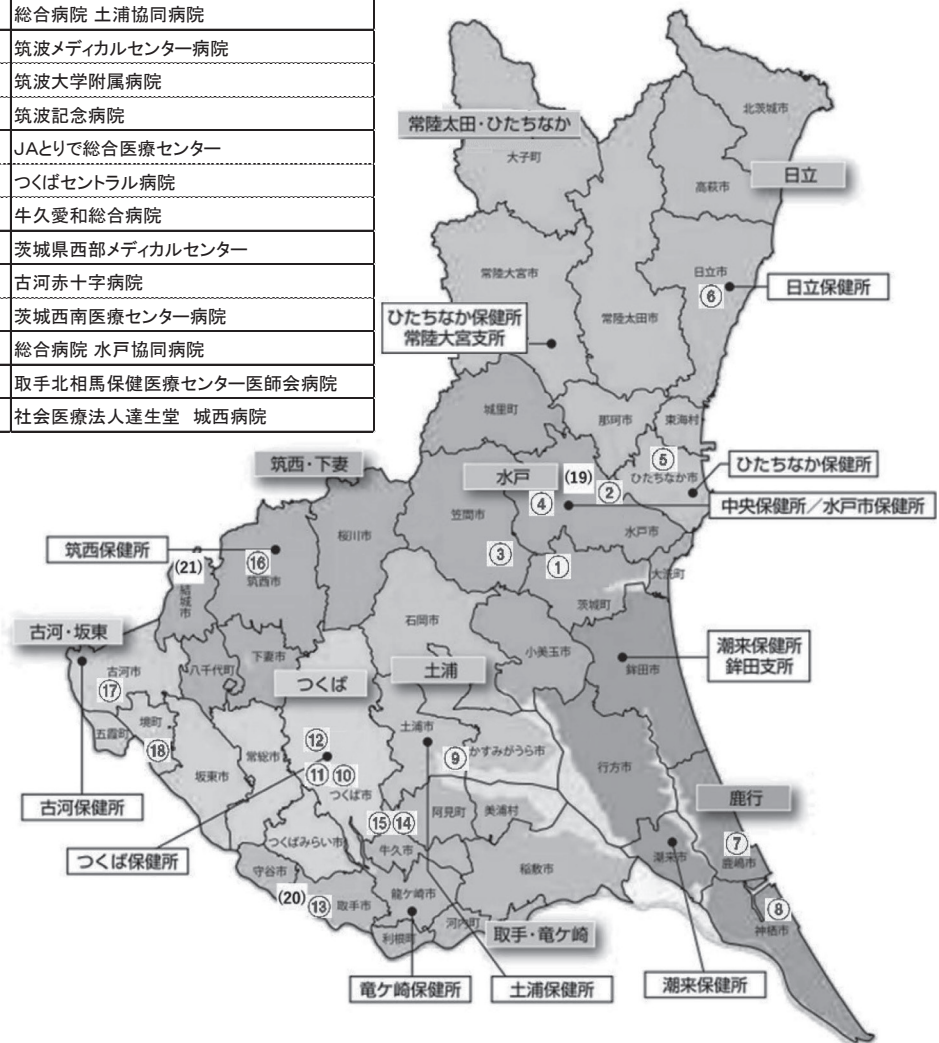 総合病院 土浦協同病院
筑波メディカルセンター病院
筑波大学附属病院
筑波記念病院
JAとりで総合医療センター
つくばセントラル病院
牛久愛和総合病院
茨城県西部メディカルセンター
古河赤十字病院
茨城西南医療センター病院
総合病院 水戸協同病院
取手北相馬保健医療センター医師会病院
社会医療法人達生堂 城西病院
北茨城市
常陸太田・ひたちなか
大子町
日立
高萩市
常陸大宮市
日立市
⑥
日立保健所
ひたちなか保健所
常陸大宮支所
常陸太田市
城里町
那珂市
東海村
筑西・下妻
水戸
(19)
⑤
ひたちなか市
ひたちなか保健所
②
④
中央保健所/水戸市保健所
笠間市
桜川市
水戸市
筑西保健所
⑯
(21)
筑西市
③
①
大洗町
結城市
茨城町
石岡市
古河・坂東
小美玉市
潮来保健所
鉾田支所
鉾田市
八千代町
下妻市
つくば
土浦
古河市
⑰
境町
土浦市
五霞町
⑱
常総市
⑫
⑨
かすみがうら市
坂東市
⑪
⑩
つくば市
行方市
鹿行
古河保健所
阿見町
美浦村
⑮
⑭
つくば保健所
つくばみらい市
牛久市
潮来市
⑦
鹿嶋市
守谷市
稲敷市
(20)
⑬
取手市
龍ケ崎市
⑧
神栖市
利根町
河内町
取手・竜ケ崎
竜ケ崎保健所
土浦保健所
潮来保健所